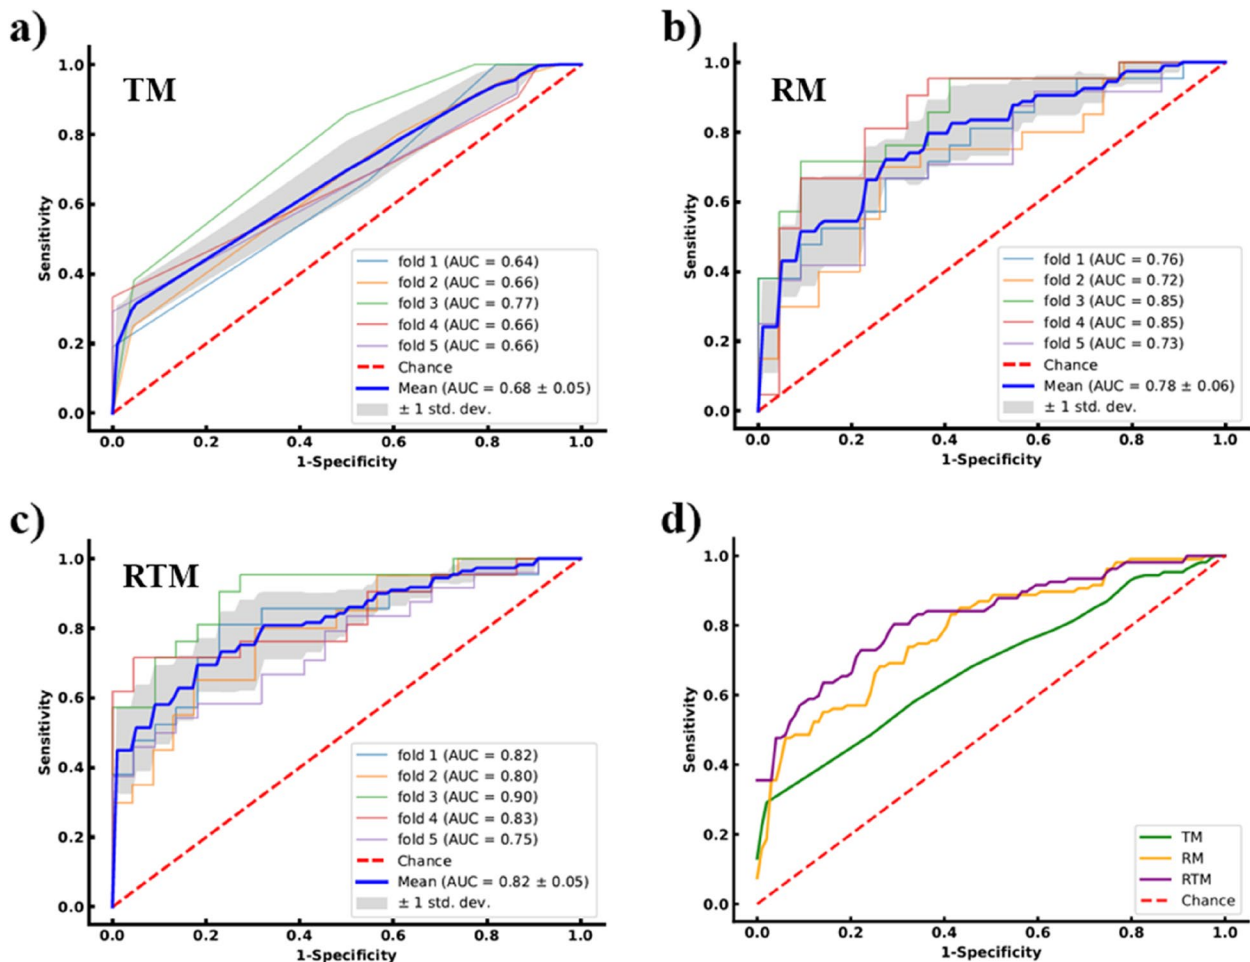 a)
TM
1.0
0.8
0.6
0.4
0.2
0.0
Sensitivity
0.0 0.2 0.4 0.6 0.8 1.0
1-Specificity
fold 1 (AUC = 0.64)
fold 2 (AUC = 0.66)
fold 3 (AUC = 0.77)
fold 4 (AUC = 0.66)
fold 5 (AUC = 0.66)
Chance
Mean (AUC = 0.68 ± 0.05)
± 1 std. dev.
b)
RM
1.0
0.8
0.6
0.4
0.2
0.0
Sensitivity
0.0 0.2 0.4 0.6 0.8 1.0
1-Specificity
fold 1 (AUC = 0.76)
fold 2 (AUC = 0.72)
fold 3 (AUC = 0.85)
fold 4 (AUC = 0.85)
fold 5 (AUC = 0.73)
Chance
Mean (AUC = 0.78 ± 0.06)
± 1 std. dev.
c)
RTM
1.0
0.8
0.6
0.4
0.2
0.0
Sensitivity
0.0 0.2 0.4 0.6 0.8 1.0
1-Specificity
fold 1 (AUC = 0.82)
fold 2 (AUC = 0.80)
fold 3 (AUC = 0.90)
fold 4 (AUC = 0.83)
fold 5 (AUC = 0.75)
Chance
Mean (AUC = 0.82 ± 0.05)
± 1 std. dev.
d)
1.0
0.8
0.6
0.4
0.2
0.0
Sensitivity
0.0 0.2 0.4 0.6 0.8 1.0
1-Specificity
TM
RM
RTM
Chance